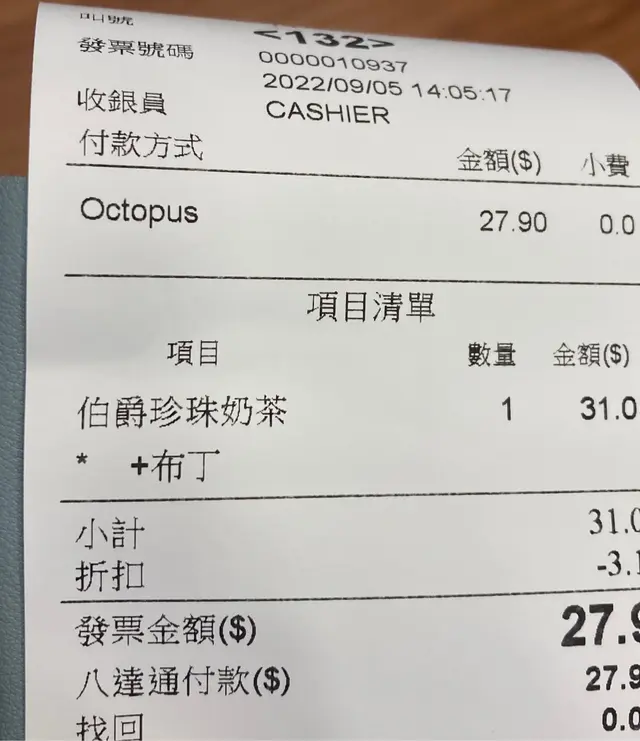 叫號 <132>
發票號碼 0000010937
2022/09/05 14:05:17
收銀員 CASHIER
付款方式 金額($) 小費
Octopus 27.90 0.0
項目清單
項目 數量 金額($)
伯爵珍珠奶茶 1 31.0
* +布丁
小計 31.0
折扣 -3.1
發票金額($) 27.9
八達通付款($) 27.9
找回 0.0